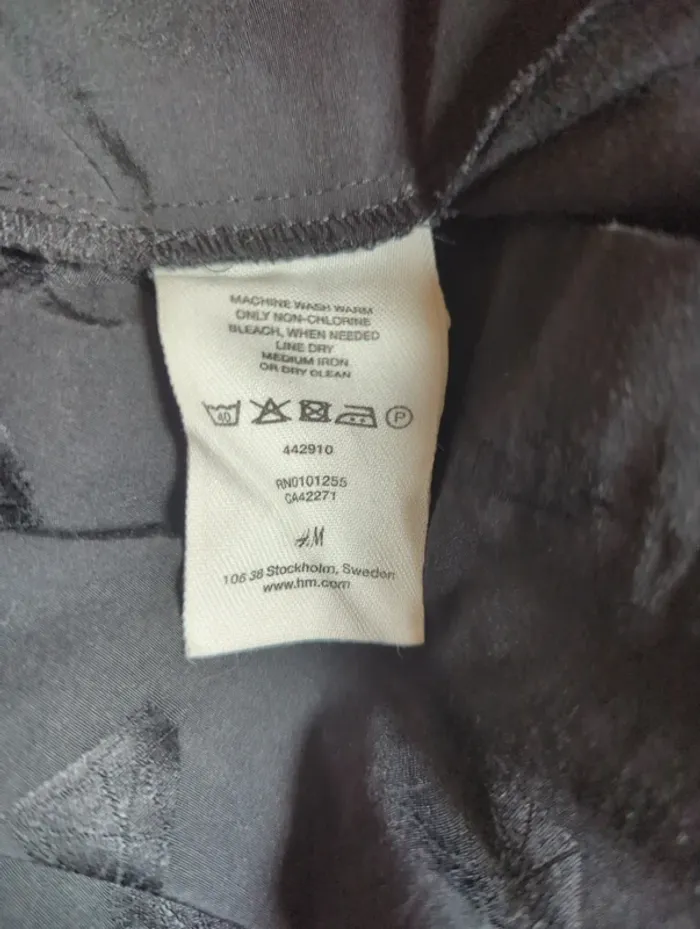 MACHINE WASH WARM
ONLY NON-CHLORINE
BLEACH, WHEN NEEDED
LINE DRY
MEDIUM IRON
OR DRY CLEAN
40 P
442910
RN0101255
CA42271
H&M
106 38 Stockholm, Sweden
www.hm.com